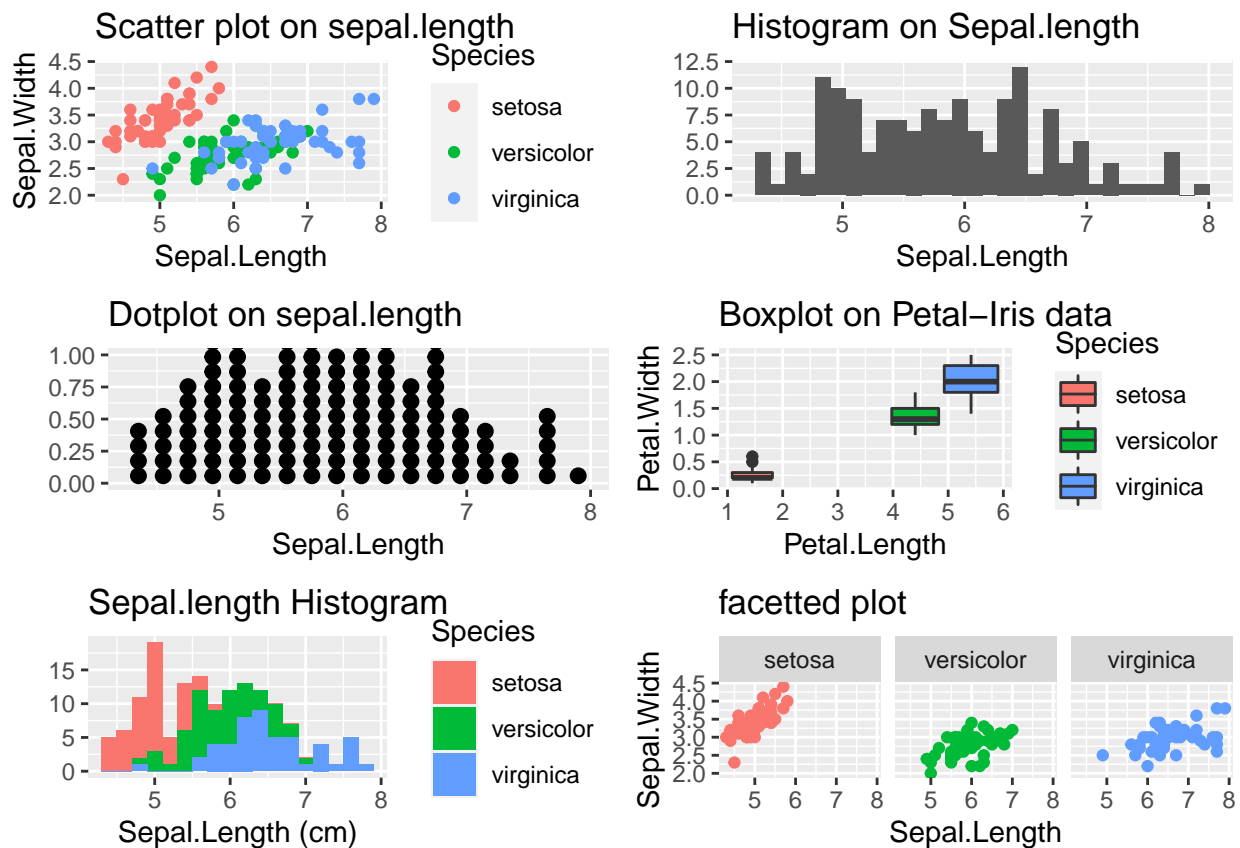 Scatter plot on sepal.length
Sepal.Width
4.5
4.0
3.5
3.0
2.5
2.0
5 6 7 8
Sepal.Length
Species
setosa
versicolor
virginica
Histogram on Sepal.length
12.5
10.0
7.5
5.0
2.5
0.0
5 6 7 8
Sepal.Length
Dotplot on sepal.length
1.00
0.75
0.50
0.25
0.00
5 6 7 8
Sepal.Length
Boxplot on Petal−Iris data
Petal.Width
2.5
2.0
1.5
1.0
0.5
0.0
1 2 3 4 5 6
Petal.Length
Species
setosa
versicolor
virginica
Sepal.length Histogram
15
10
5
0
5 6 7 8
Sepal.Length (cm)
Species
setosa
versicolor
virginica
facetted plot
setosa versicolor virginica
Sepal.Width
4.5
4.0
3.5
3.0
2.5
2.0
5 6 7 8 5 6 7 8 5 6 7 8
Sepal.Length